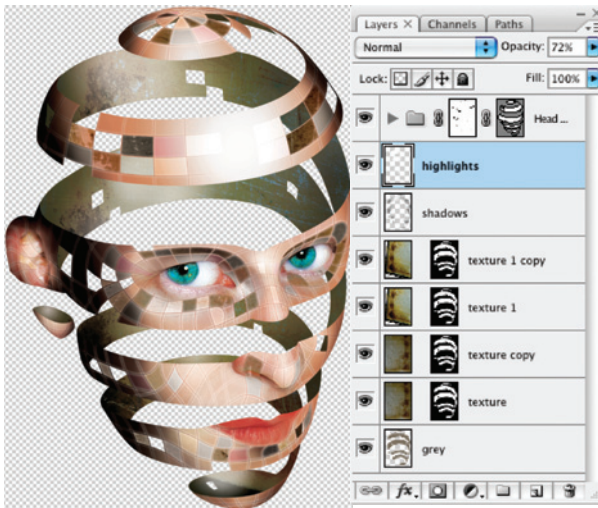 Layers × Channels Paths
Normal Opacity: 72%
Lock: Fill: 100%
Head ...
highlights
shadows
texture 1 copy
texture 1
texture copy
texture
grey
fx.